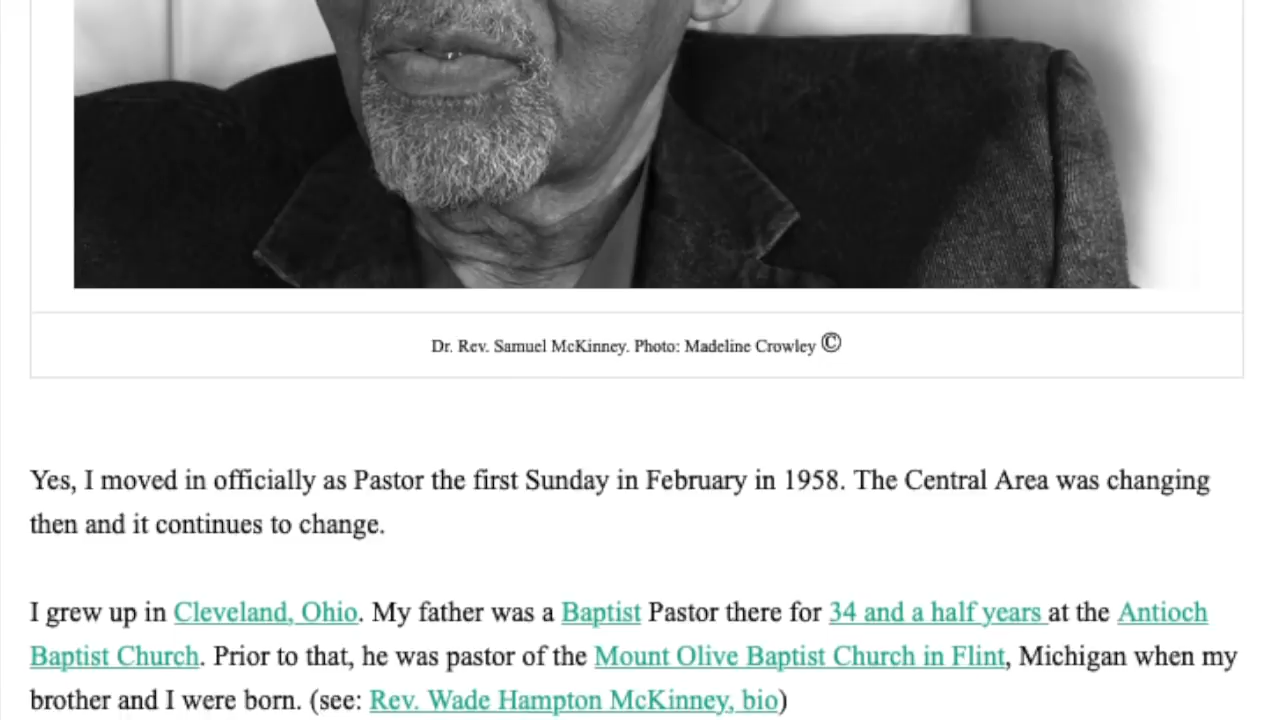 Dr. Rev. Samuel McKinney. Photo: Madeline Crowley ©
Yes, I moved in officially as Pastor the first Sunday in February in 1958. The Central Area was changing
then and it continues to change.
I grew up in Cleveland, Ohio. My father was a Baptist Pastor there for 34 and a half years at the Antioch
Baptist Church. Prior to that, he was pastor of the Mount Olive Baptist Church in Flint, Michigan when my
brother and I were born. (see: Rev. Wade Hampton McKinney, bio)